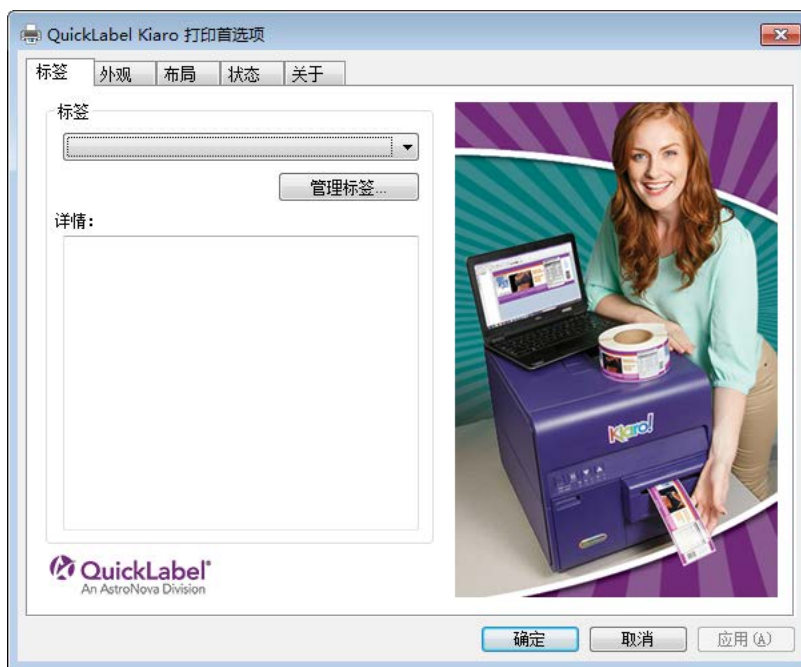 QuickLabel Kiaro 打印首选项
标签 外观 布局 状态 关于
标签
管理标签...
详情:
Kiaro!
QuickLabel®
An AstroNova Division
确定 取消 应用(A)